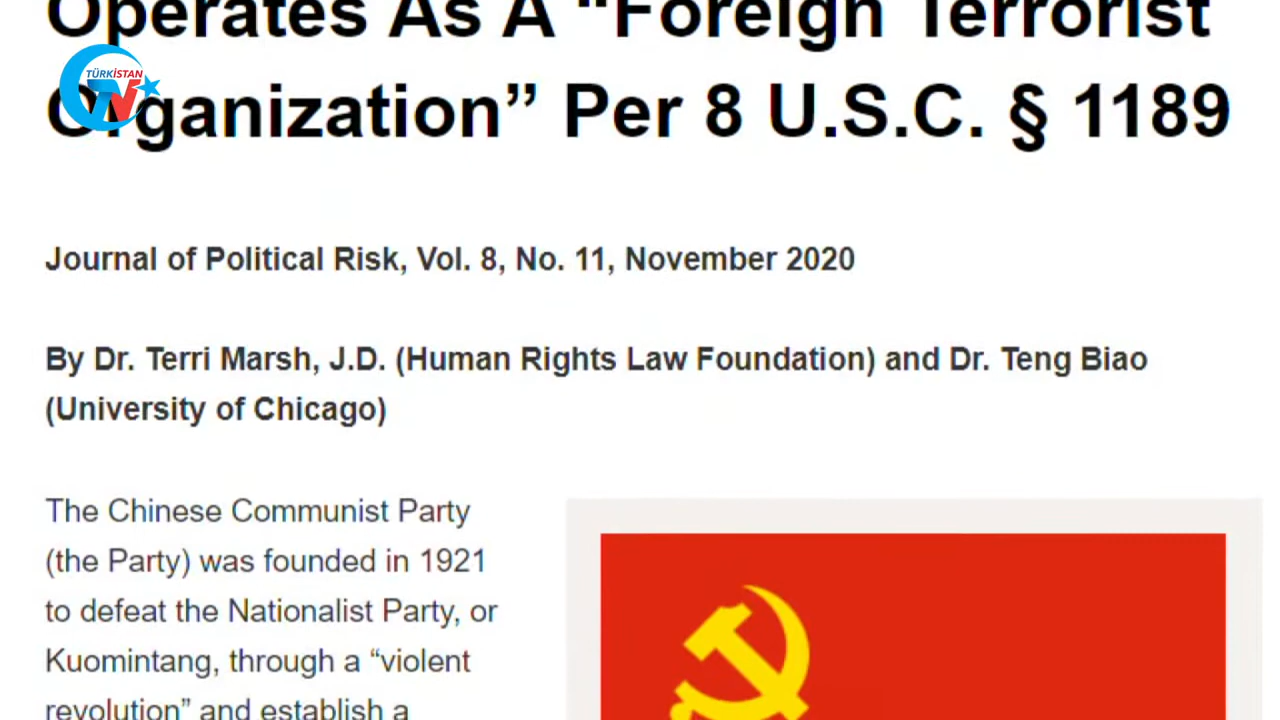 Operates As A “Foreign Terrorist
TÜRKİSTAN
TV
Organization” Per 8 U.S.C. § 1189
Journal of Political Risk, Vol. 8, No. 11, November 2020
By Dr. Terri Marsh, J.D. (Human Rights Law Foundation) and Dr. Teng Biao
(University of Chicago)
The Chinese Communist Party
(the Party) was founded in 1921
to defeat the Nationalist Party, or
Kuomintang, through a “violent
revolution” and establish a